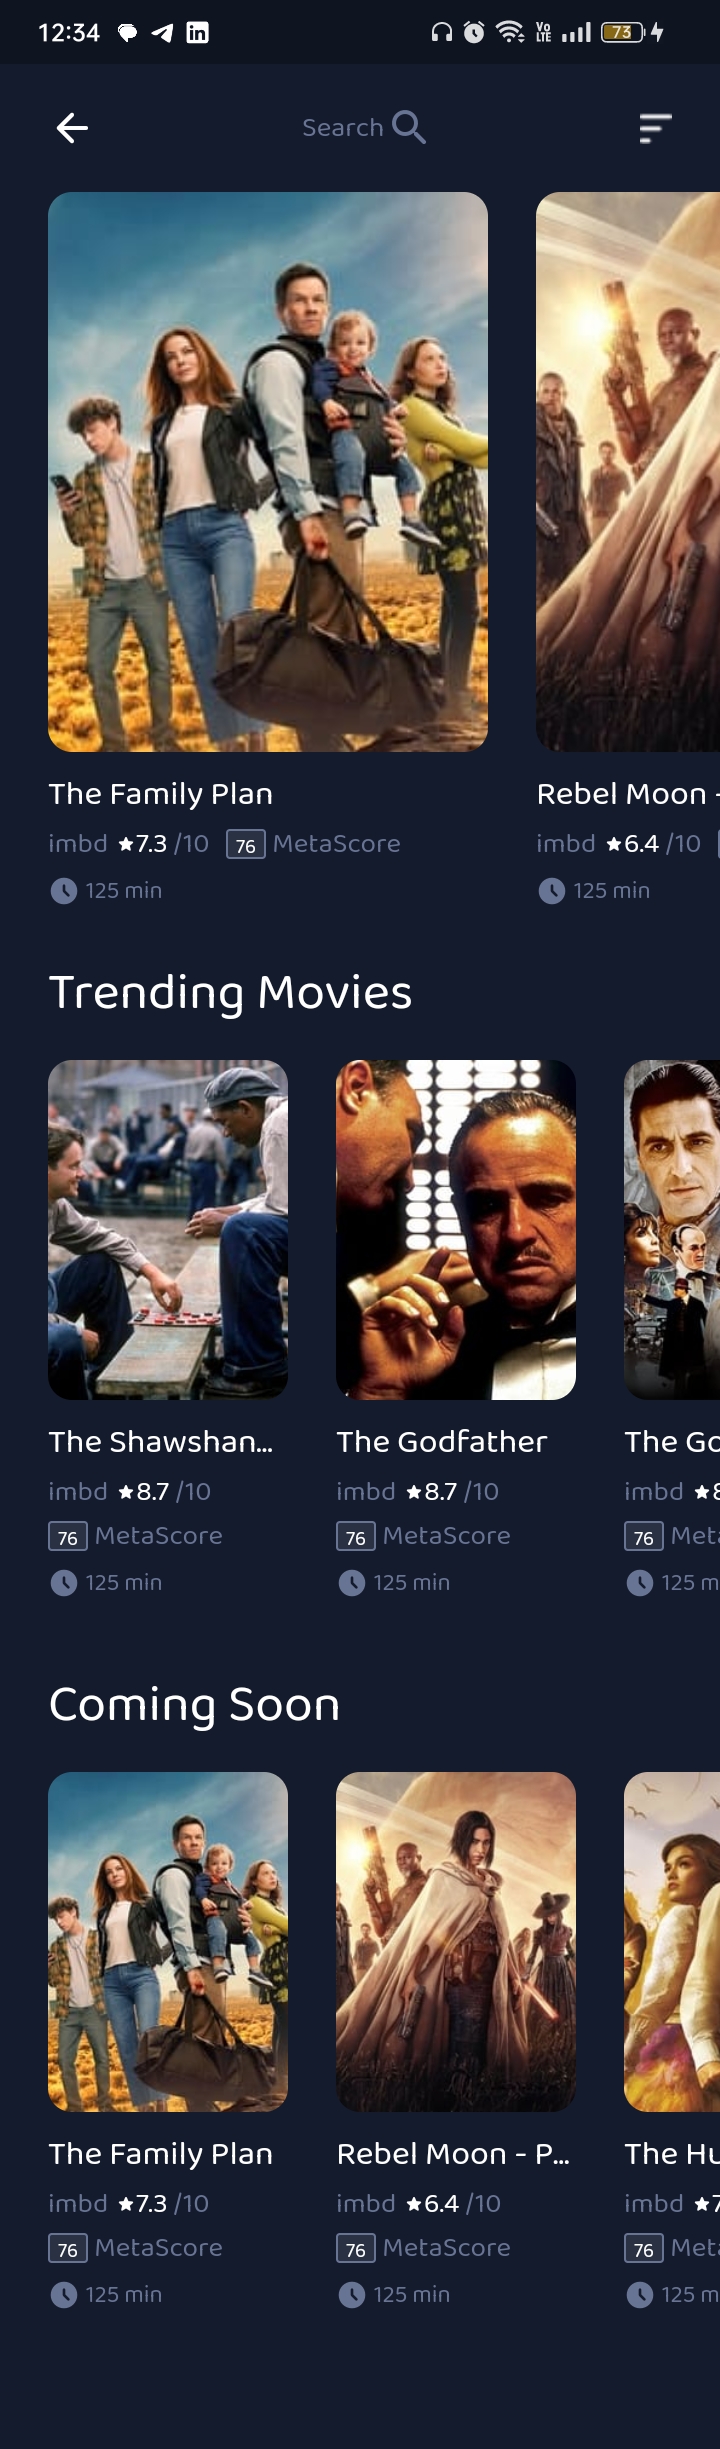 12:34
Vo LTE
73
Search
The Family Plan
imbd 7.3 /10 76 MetaScore
125 min
Rebel Moon -
imbd 6.4 /10
125 min
Trending Movies
The Shawshan...
imbd 8.7 /10
76 MetaScore
125 min
The Godfather
imbd 8.7 /10
76 MetaScore
125 min
The Go
imbd 8
76 Meta
125 m
Coming Soon
The Family Plan
imbd 7.3 /10
76 MetaScore
125 min
Rebel Moon - P...
imbd 6.4 /10
76 MetaScore
125 min
The Hu
imbd 7
76 Meta
125 m